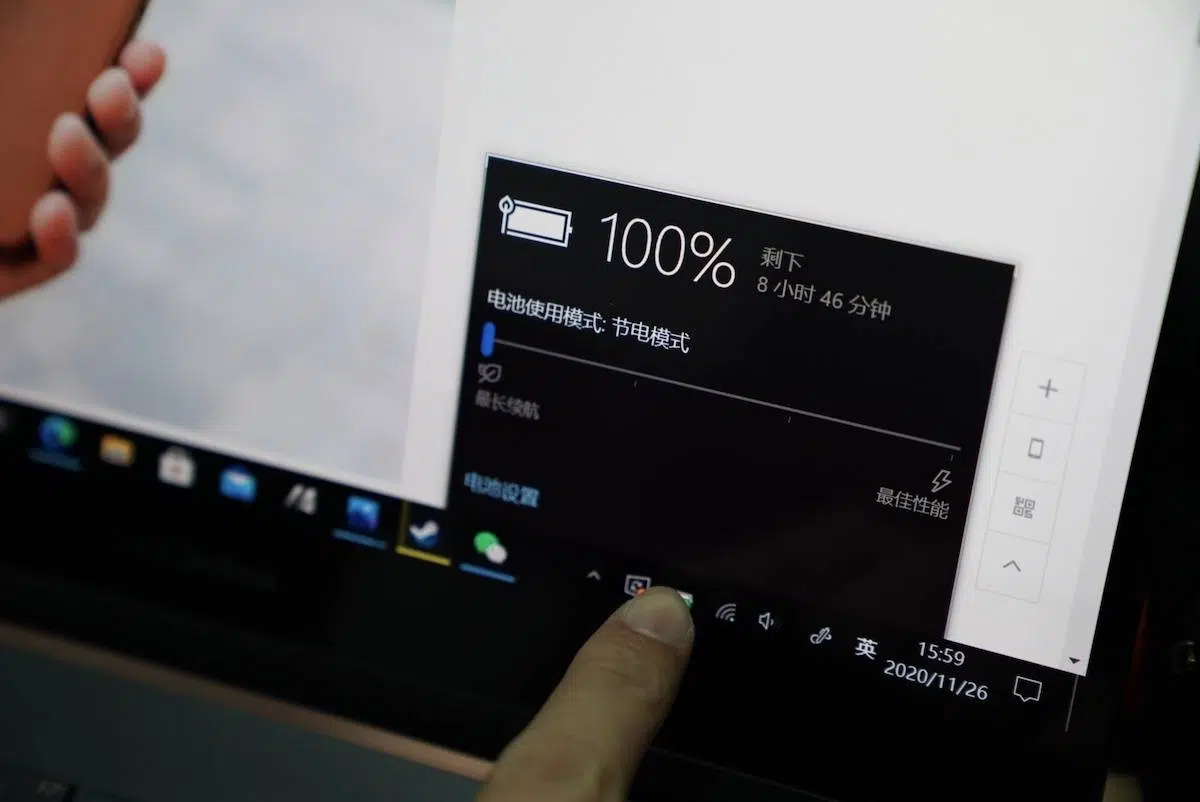 100%
剩下
8 小时 46 分钟
电池使用模式: 节电模式
最长续航
最佳性能
电池设置
英
15:59
2020/11/26